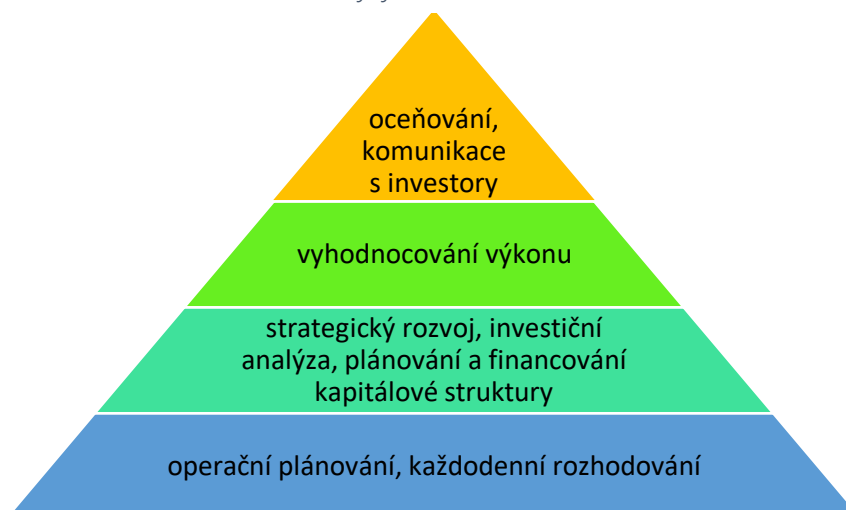 oceňování,
komunikace
s investory
vyhodnocování výkonu
strategický rozvoj, investiční
analýza, plánování a financování
kapitálové struktury
operační plánování, každodenní rozhodování